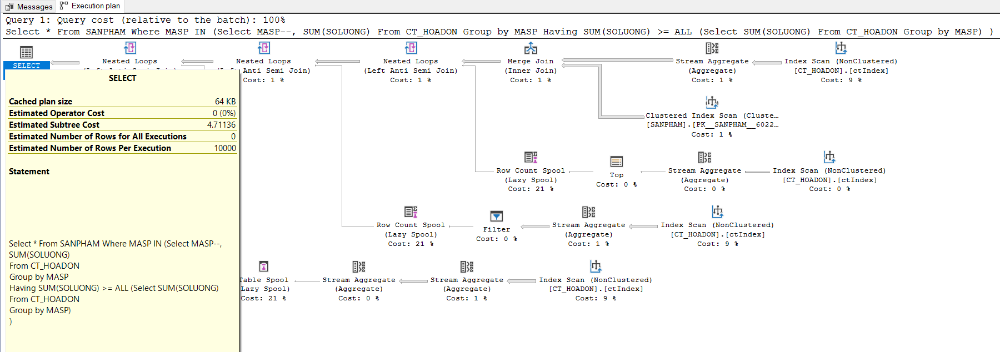 Messages Execution plan
Query 1: Query cost (relative to the batch): 100%
Select * From SANPHAM Where MASP IN (Select MASP--, SUM(SOLUONG) From CT_HOADON Group by MASP Having SUM(SOLUONG) >= ALL (Select SUM(SOLUONG) From CT_HOADON Group by MASP) )
SELECT
Nested Loops
Nested Loops
Anti Semi Join)
Cost: 1 %
Nested Loops
(Left Anti Semi Join)
Cost: 1 %
Merge Join
(Inner Join)
Cost: 1 %
Stream Aggregate
(Aggregate)
Cost: 1 %
Index Scan (NonClustered)
[CT_HOADON].[ctIndex]
Cost: 9 %
Clustered Index Scan (Cluste…
[SANPHAM].[PK__SANPHAM__6022…
Cost: 1 %
Row Count Spool
(Lazy Spool)
Cost: 21 %
Top
Cost: 0 %
Stream Aggregate
(Aggregate)
Cost: 0 %
Index Scan (NonClustered)
[CT_HOADON].[ctIndex]
Cost: 0 %
Row Count Spool
(Lazy Spool)
Cost: 21 %
Filter
Cost: 0 %
Stream Aggregate
(Aggregate)
Cost: 1 %
Index Scan (NonClustered)
[CT_HOADON].[ctIndex]
Cost: 9 %
Table Spool
Lazy Spool)
Cost: 21 %
Stream Aggregate
(Aggregate)
Cost: 0 %
Stream Aggregate
(Aggregate)
Cost: 1 %
Index Scan (NonClustered)
[CT_HOADON].[ctIndex]
Cost: 9 %
SELECT
Cached plan size 64 KB
Estimated Operator Cost 0 (0%)
Estimated Subtree Cost 4.71136
Estimated Number of Rows for All Executions 0
Estimated Number of Rows Per Execution 10000
Statement
Select * From SANPHAM Where MASP IN (Select MASP--,
SUM(SOLUONG)
From CT_HOADON
Group by MASP
Having SUM(SOLUONG) >= ALL (Select SUM(SOLUONG)
From CT_HOADON
Group by MASP)
)